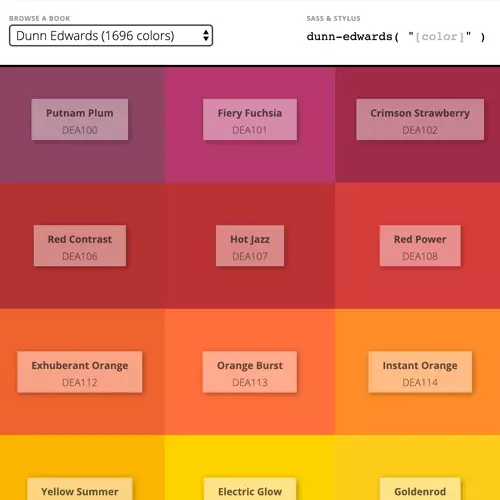 BROWSE A BOOK
SASS & STYLUS
Dunn Edwards (1696 colors)
dunn-edwards( "[color]" )
Putnam Plum
DEA100
Fiery Fuchsia
DEA101
Crimson Strawberry
DEA102
Red Contrast
DEA106
Hot Jazz
DEA107
Red Power
DEA108
Exhuberant Orange
DEA112
Orange Burst
DEA113
Instant Orange
DEA114
Yellow Summer
Electric Glow
Goldenrod